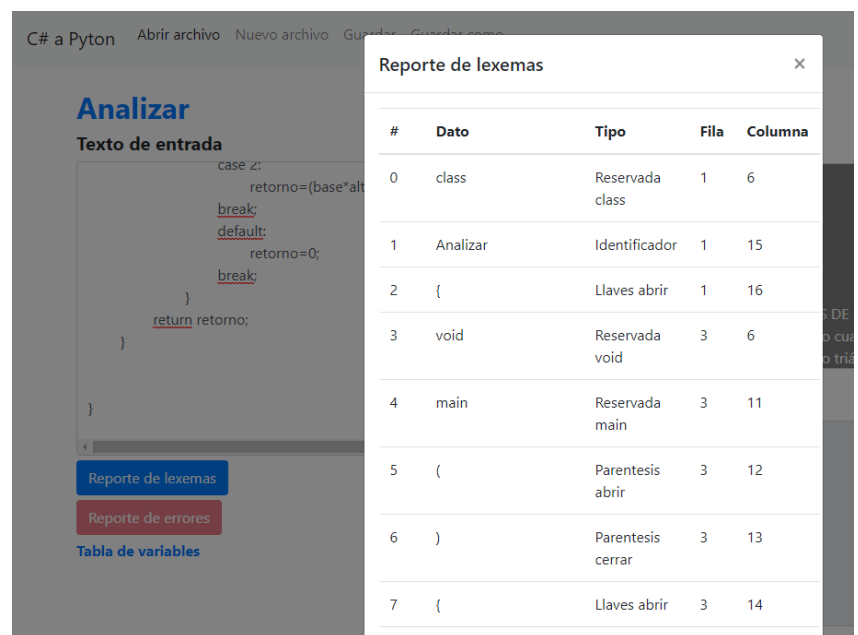 C# a Pyton Abrir archivo Nuevo archivo Guardar Guardar como
Reporte de lexemas ×
Analizar
Texto de entrada
case 2:
retorno=(base*alt
break;
default:
retorno=0;
break;
}
return retorno;
}
}
Reporte de lexemas
Reporte de errores
Tabla de variables
# Dato Tipo Fila Columna
0 class Reservada class 1 6
1 Analizar Identificador 1 15
2 { Llaves abrir 1 16
3 void Reservada void 3 6
4 main Reservada main 3 11
5 ( Parentesis abrir 3 12
6 ) Parentesis cerrar 3 13
7 { Llaves abrir 3 14
DE